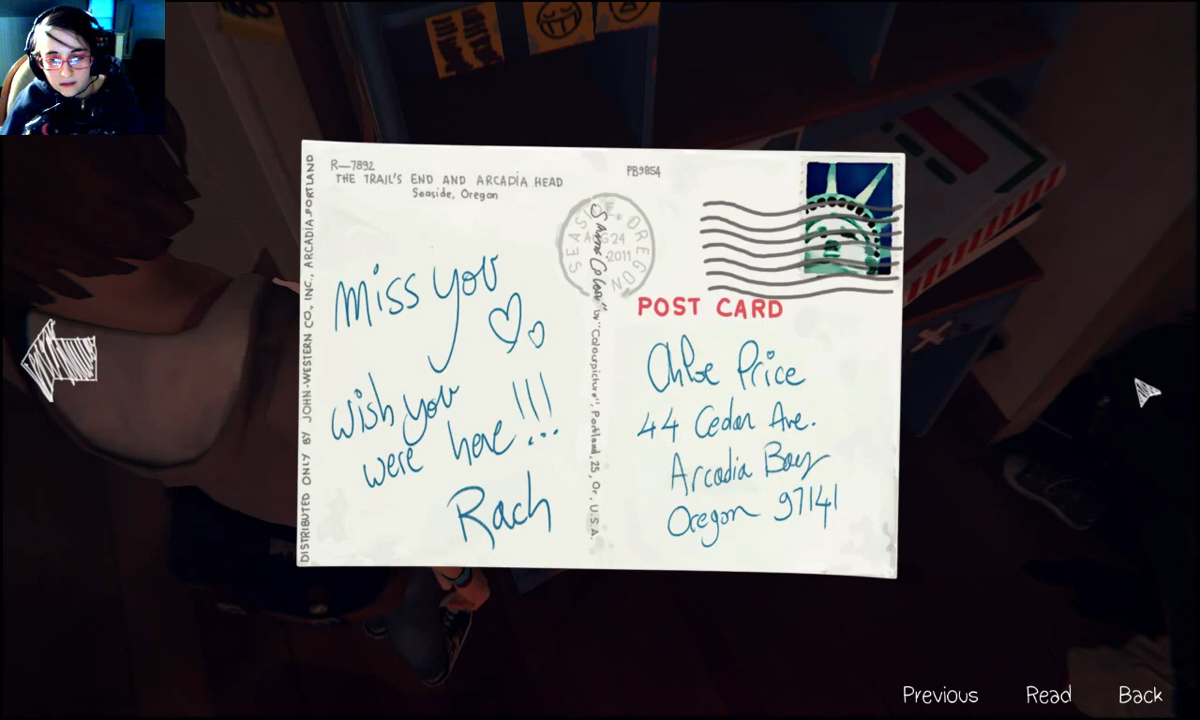 R-7892
THE TRAIL'S END AND ARCADIA HEAD
Seaside, Oregon
PB9854
DISTRIBUTED ONLY BY JOHN-WESTERN CO., INC., ARCADIA-PORTLAND
Miss you
wish you
were here!!!
Rach
SEASIDE, OREGON
AUG 24
2011
by "Colourpicture", Portland, 25, Or, U.S.A.
POST CARD
Chloe Price
44 Cedar Ave.
Arcadia Bay
Oregon 97141
Previous
Read
Back